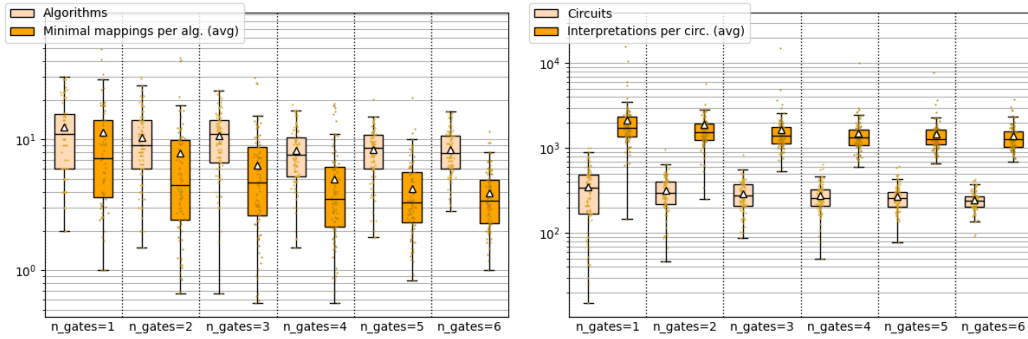 Algorithms
Minimal mappings per alg. (avg)
10^1
10^0
n_gates=1 n_gates=2 n_gates=3 n_gates=4 n_gates=5 n_gates=6
Circuits
Interpretations per circ. (avg)
10^4
10^3
10^2
n_gates=1 n_gates=2 n_gates=3 n_gates=4 n_gates=5 n_gates=6